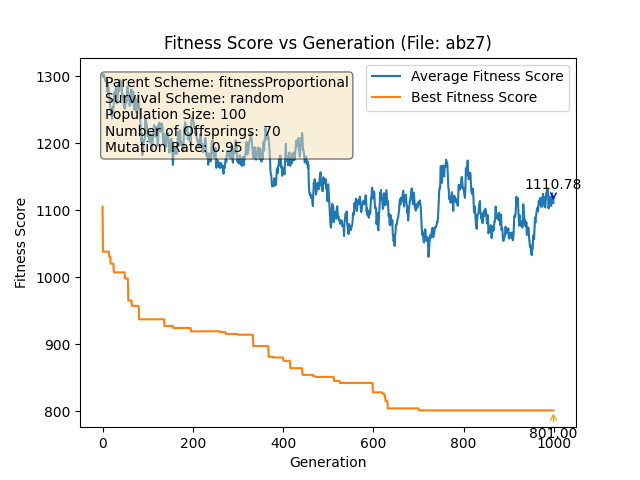 Fitness Score vs Generation (File: abz7)
Parent Scheme: fitnessProportional
Survival Scheme: random
Population Size: 100
Number of Offsprings: 70
Mutation Rate: 0.95
Average Fitness Score
Best Fitness Score
1110.78
801.00
Fitness Score
1300
1200
1100
1000
900
800
0 200 400 600 800 1000
Generation